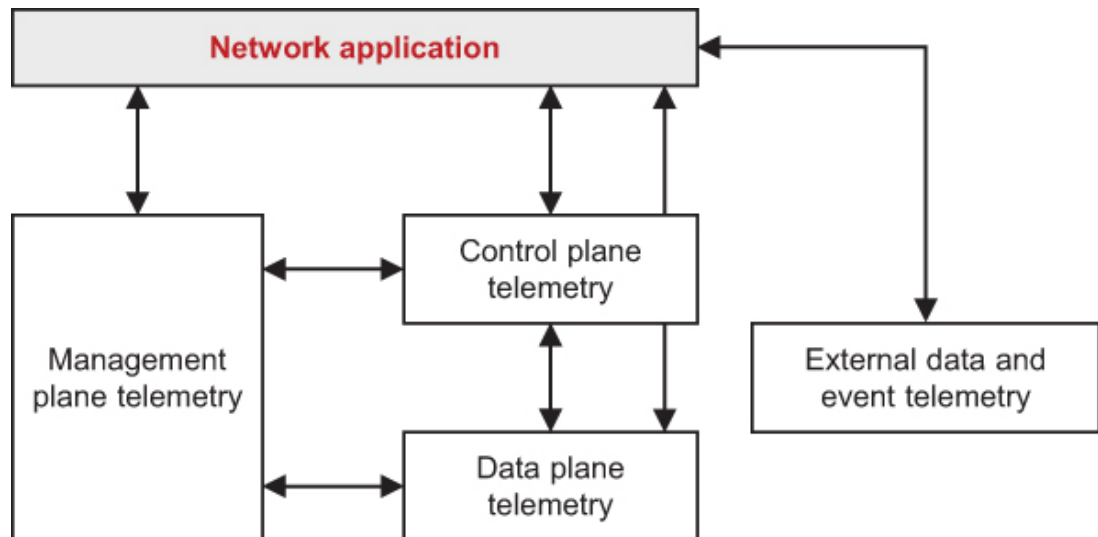 Network application
Control plane
telemetry
Management
plane telemetry
External data and
event telemetry
Data plane
telemetry